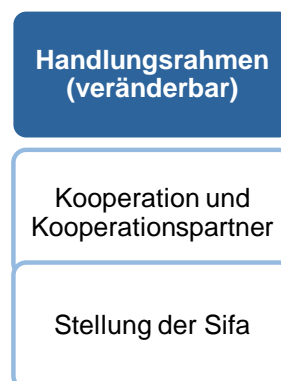 Handlungsrahmen
(veränderbar)
Kooperation und
Kooperationspartner
Stellung der Sifa